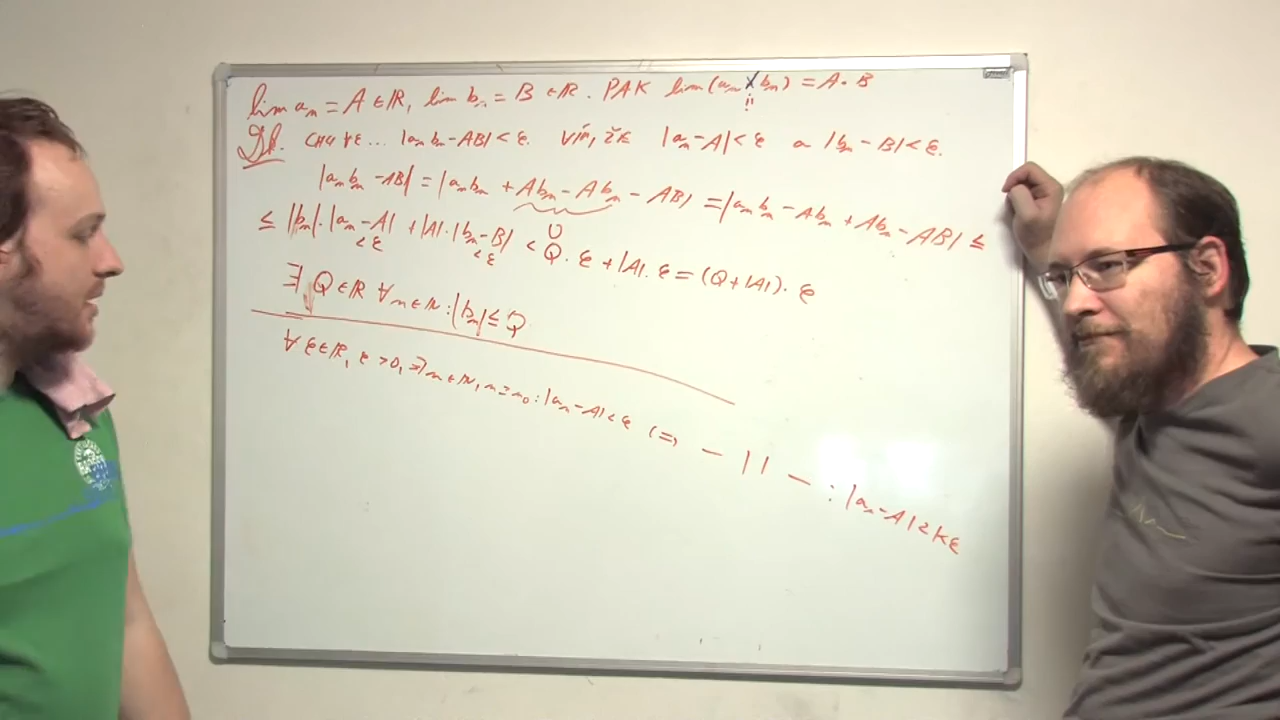 lim aₙ = A ∈ ℝ, lim bₙ = B ∈ ℝ. PAK lim (aₙ · bₙ) = A · B
Dk. CHCI ∀ε... |aₙbₙ - AB| < ε. VÍM, ŽE |aₙ - A| < ε a |bₙ - B| < ε.
|aₙbₙ - AB| = |aₙbₙ + Abₙ - Abₙ - AB| = |aₙbₙ - Abₙ + Abₙ - AB| ≤
≤ |bₙ|·|aₙ - A| + |A|·|bₙ - B| < Q · ε + |A| · ε = (Q + |A|) · ε
< ε < ε
∃ Q ∈ ℝ ∀n ∈ ℕ : |bₙ| ≤ Q
∀ ε ∈ ℝ, ε > 0, ∃ n ∈ ℕ, n ≥ n₀ : |aₙ - A| < ε ⇔ — || — : |aₙ - A| < Kε